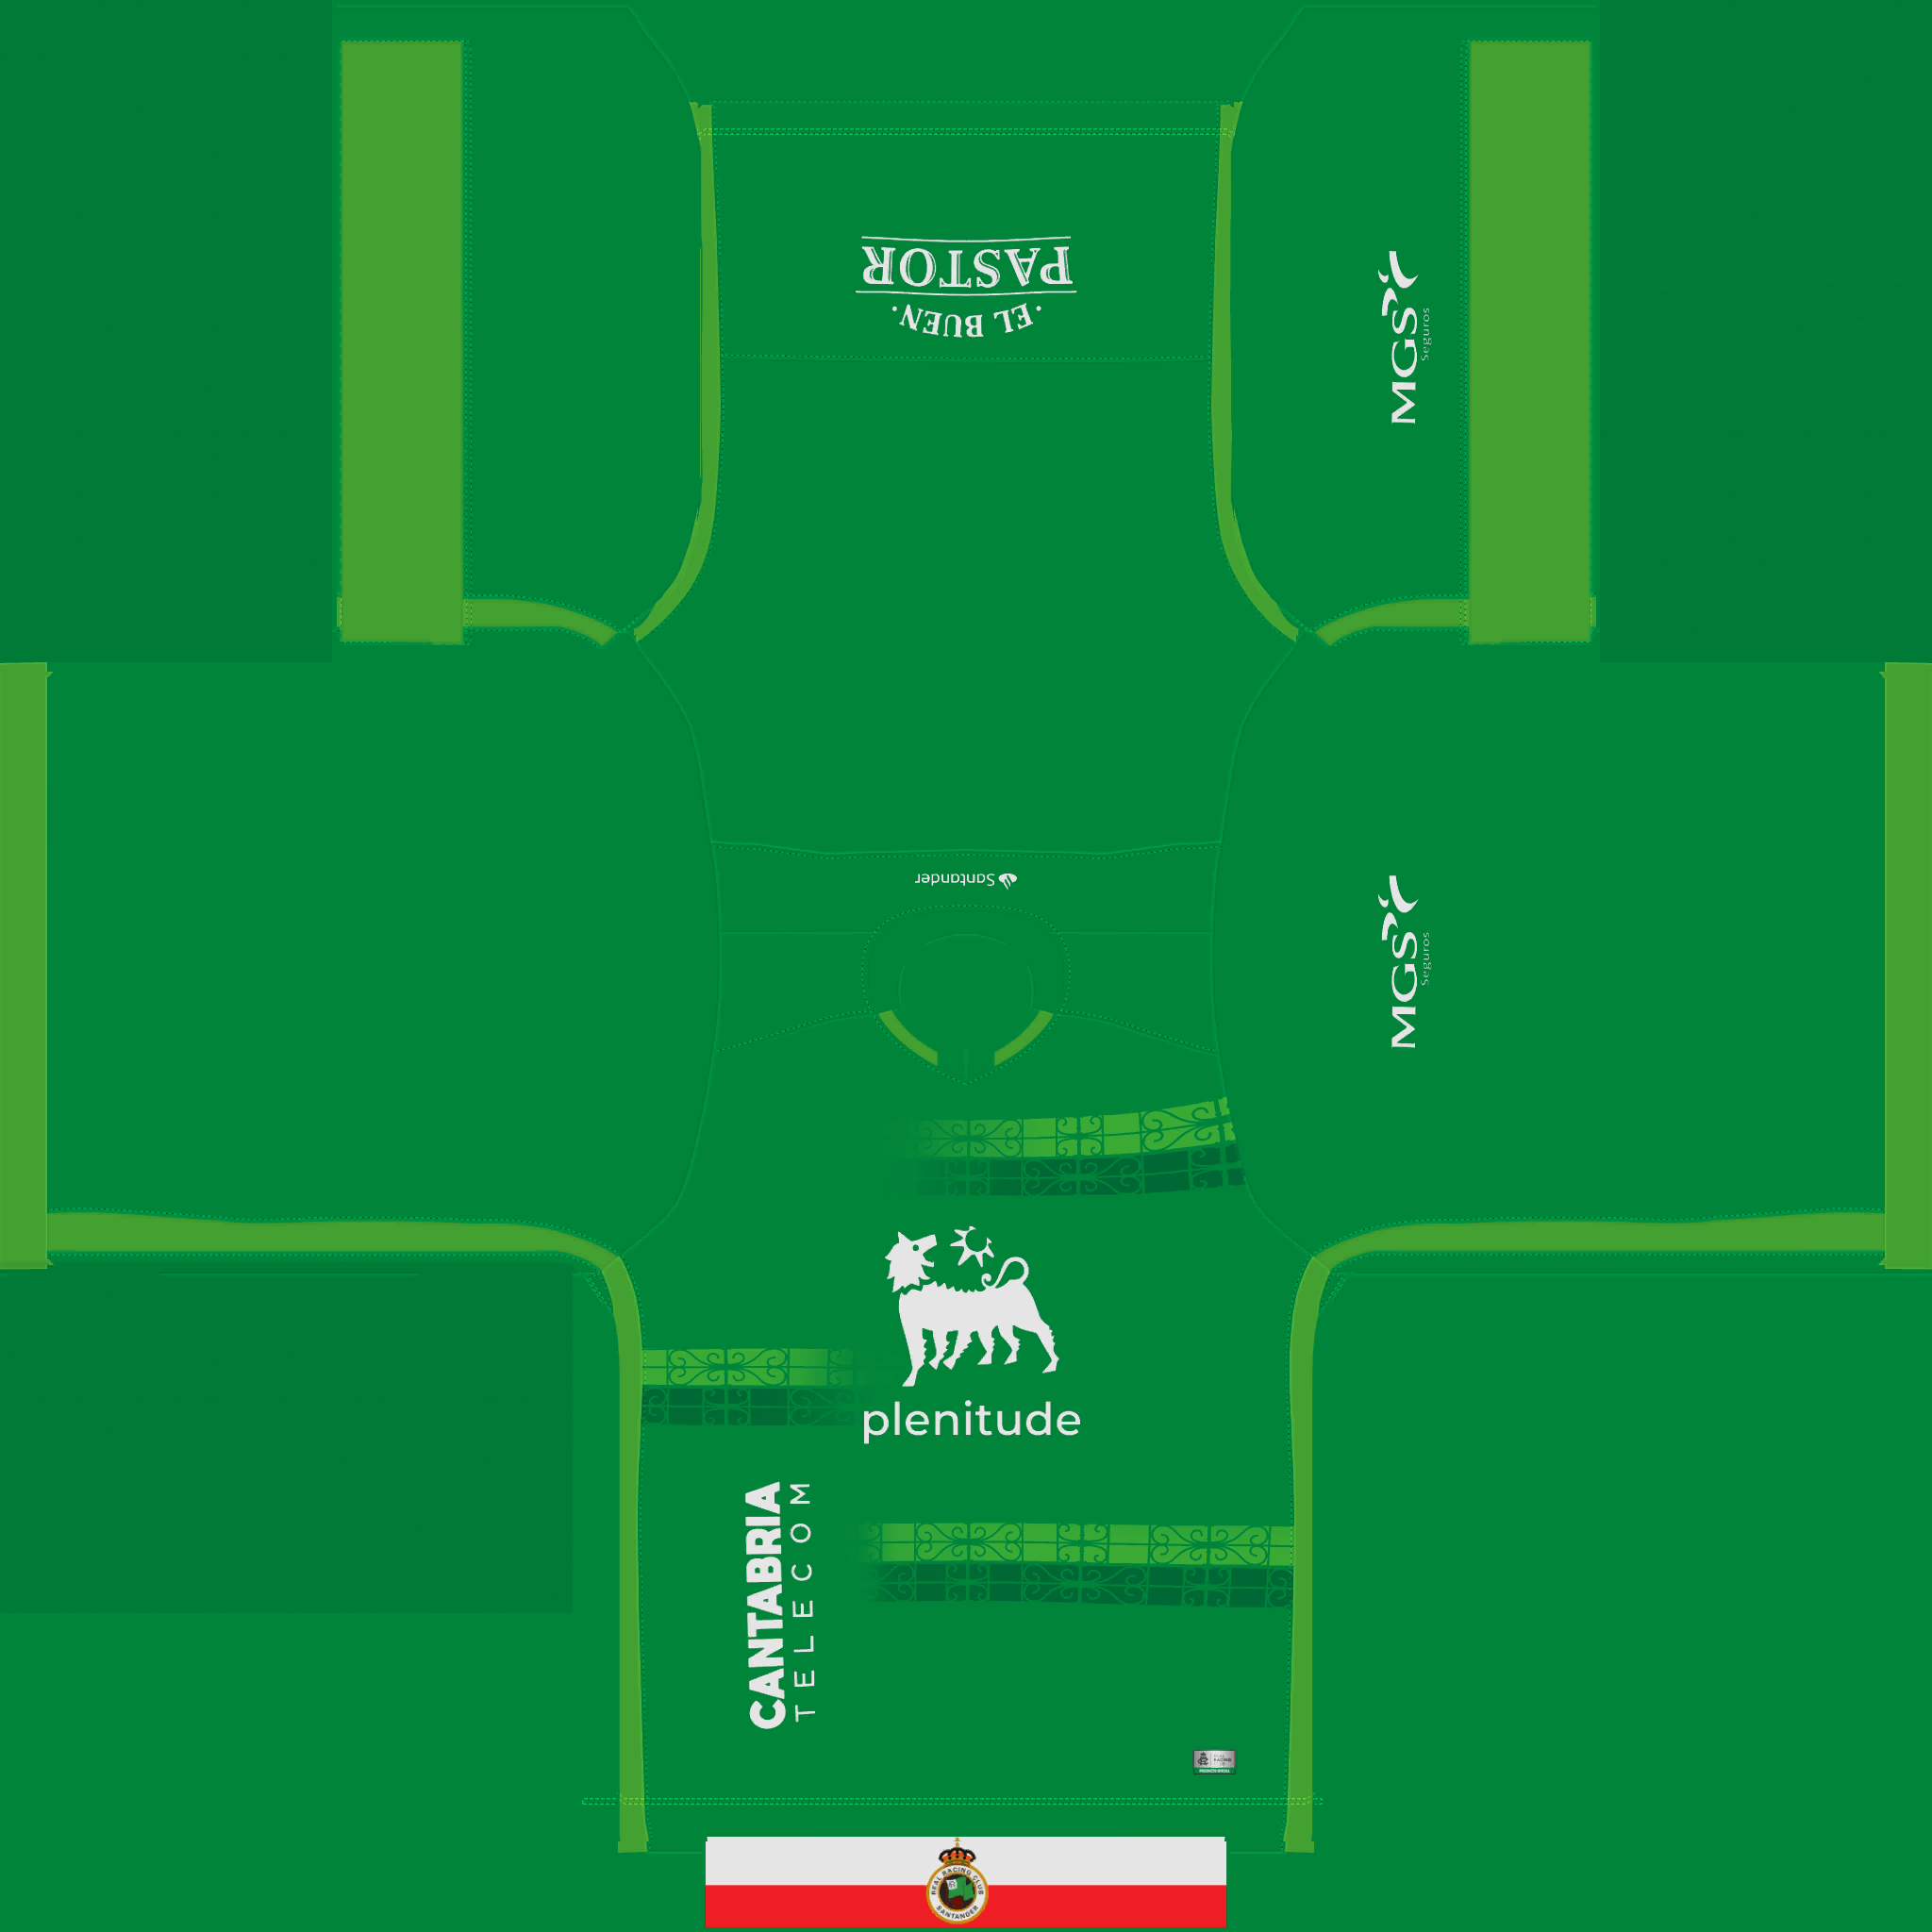 · EL BUEN ·
PASTOR
MGS
Seguros
Santander
MGS
Seguros
plenitude
CANTABRIA
TELECOM
REAL RACING CLUB
SANTANDER